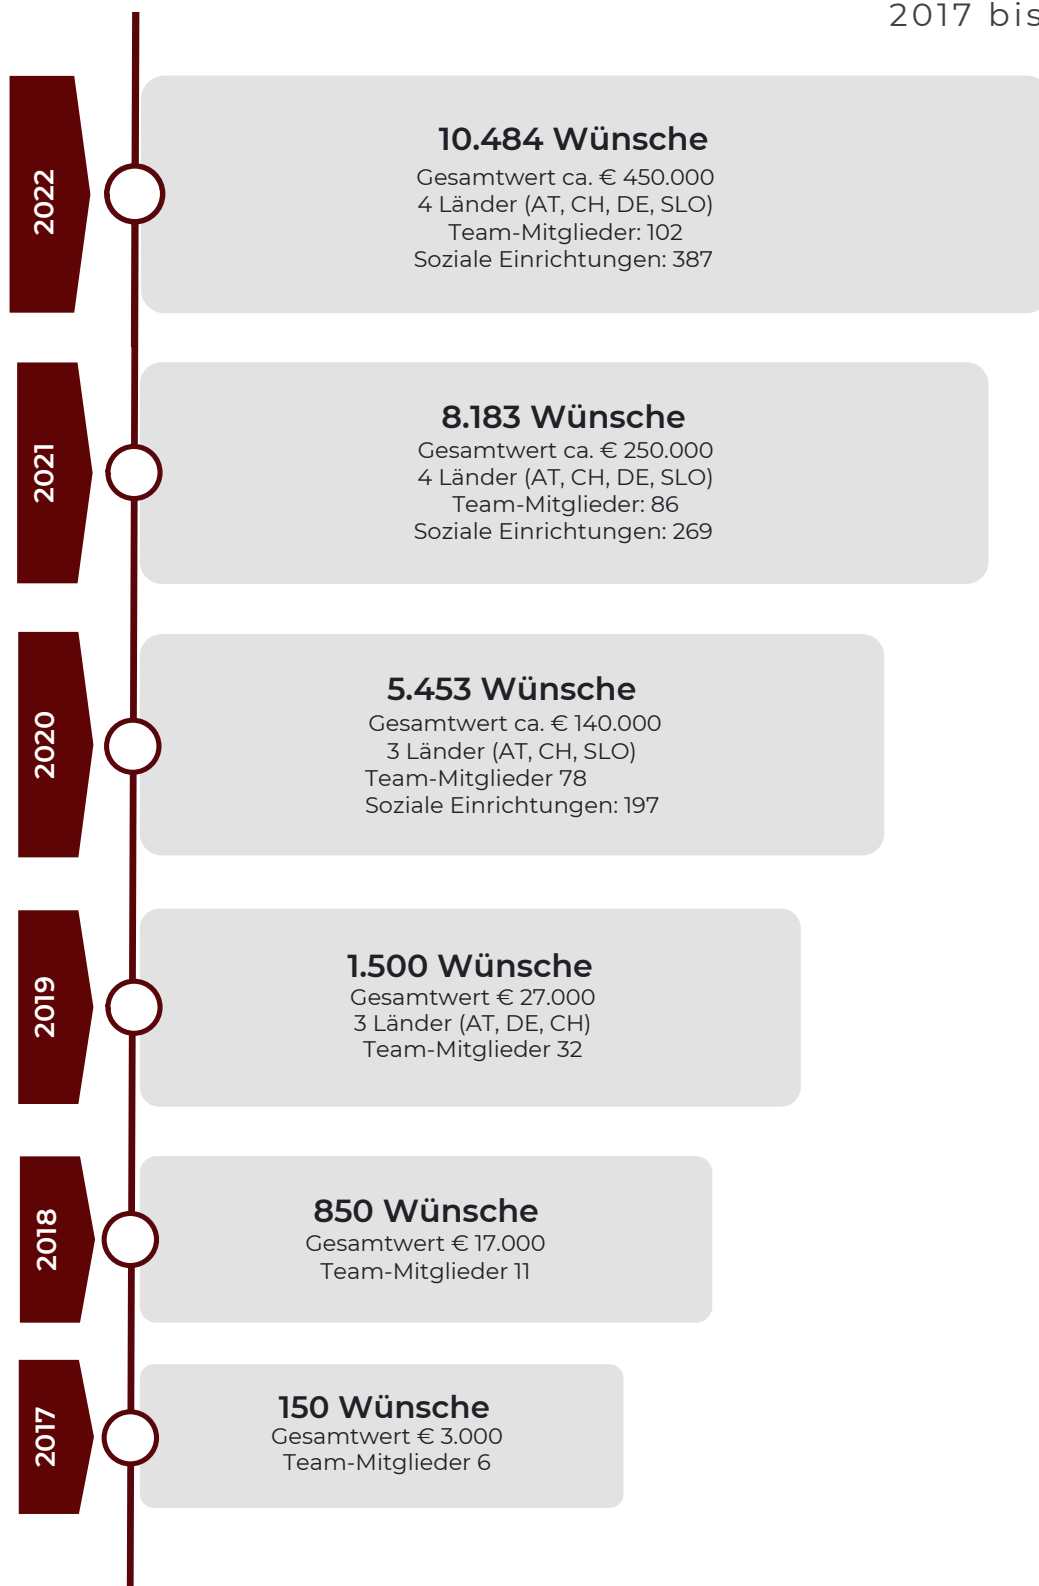 2017 bis
2022
10.484 Wünsche
Gesamtwert ca. € 450.000
4 Länder (AT, CH, DE, SLO)
Team-Mitglieder: 102
Soziale Einrichtungen: 387
2021
8.183 Wünsche
Gesamtwert ca. € 250.000
4 Länder (AT, CH, DE, SLO)
Team-Mitglieder: 86
Soziale Einrichtungen: 269
2020
5.453 Wünsche
Gesamtwert ca. € 140.000
3 Länder (AT, CH, SLO)
Team-Mitglieder 78
Soziale Einrichtungen: 197
2019
1.500 Wünsche
Gesamtwert € 27.000
3 Länder (AT, DE, CH)
Team-Mitglieder 32
2018
850 Wünsche
Gesamtwert € 17.000
Team-Mitglieder 11
2017
150 Wünsche
Gesamtwert € 3.000
Team-Mitglieder 6